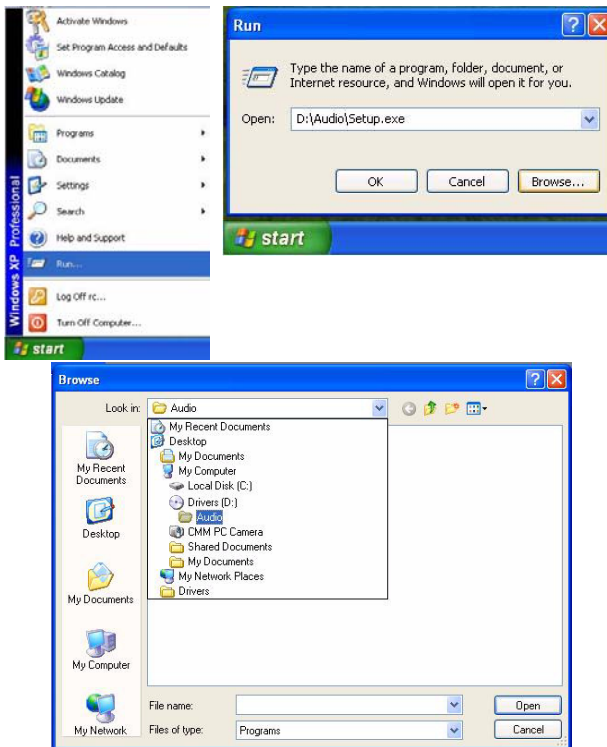 Activate Windows
Set Program Access and Defaults
Windows Catalog
Windows Update
Programs
Documents
Settings
Search
Help and Support
Run...
Log Off rc...
Turn Off Computer...
Windows XP Professional
start
Run
Type the name of a program, folder, document, or
Internet resource, and Windows will open it for you.
Open: D:\Audio\Setup.exe
OK Cancel Browse...
start
Browse
Look in: Audio
My Recent Documents
Desktop
My Documents
My Computer
Local Disk (C:)
Drivers (D:)
Audio
CMM PC Camera
Shared Documents
My Documents
My Network Places
Drivers
My Recent
Documents
Desktop
My Documents
My Computer
My Network
File name:
Open
Files of type: Programs
Cancel